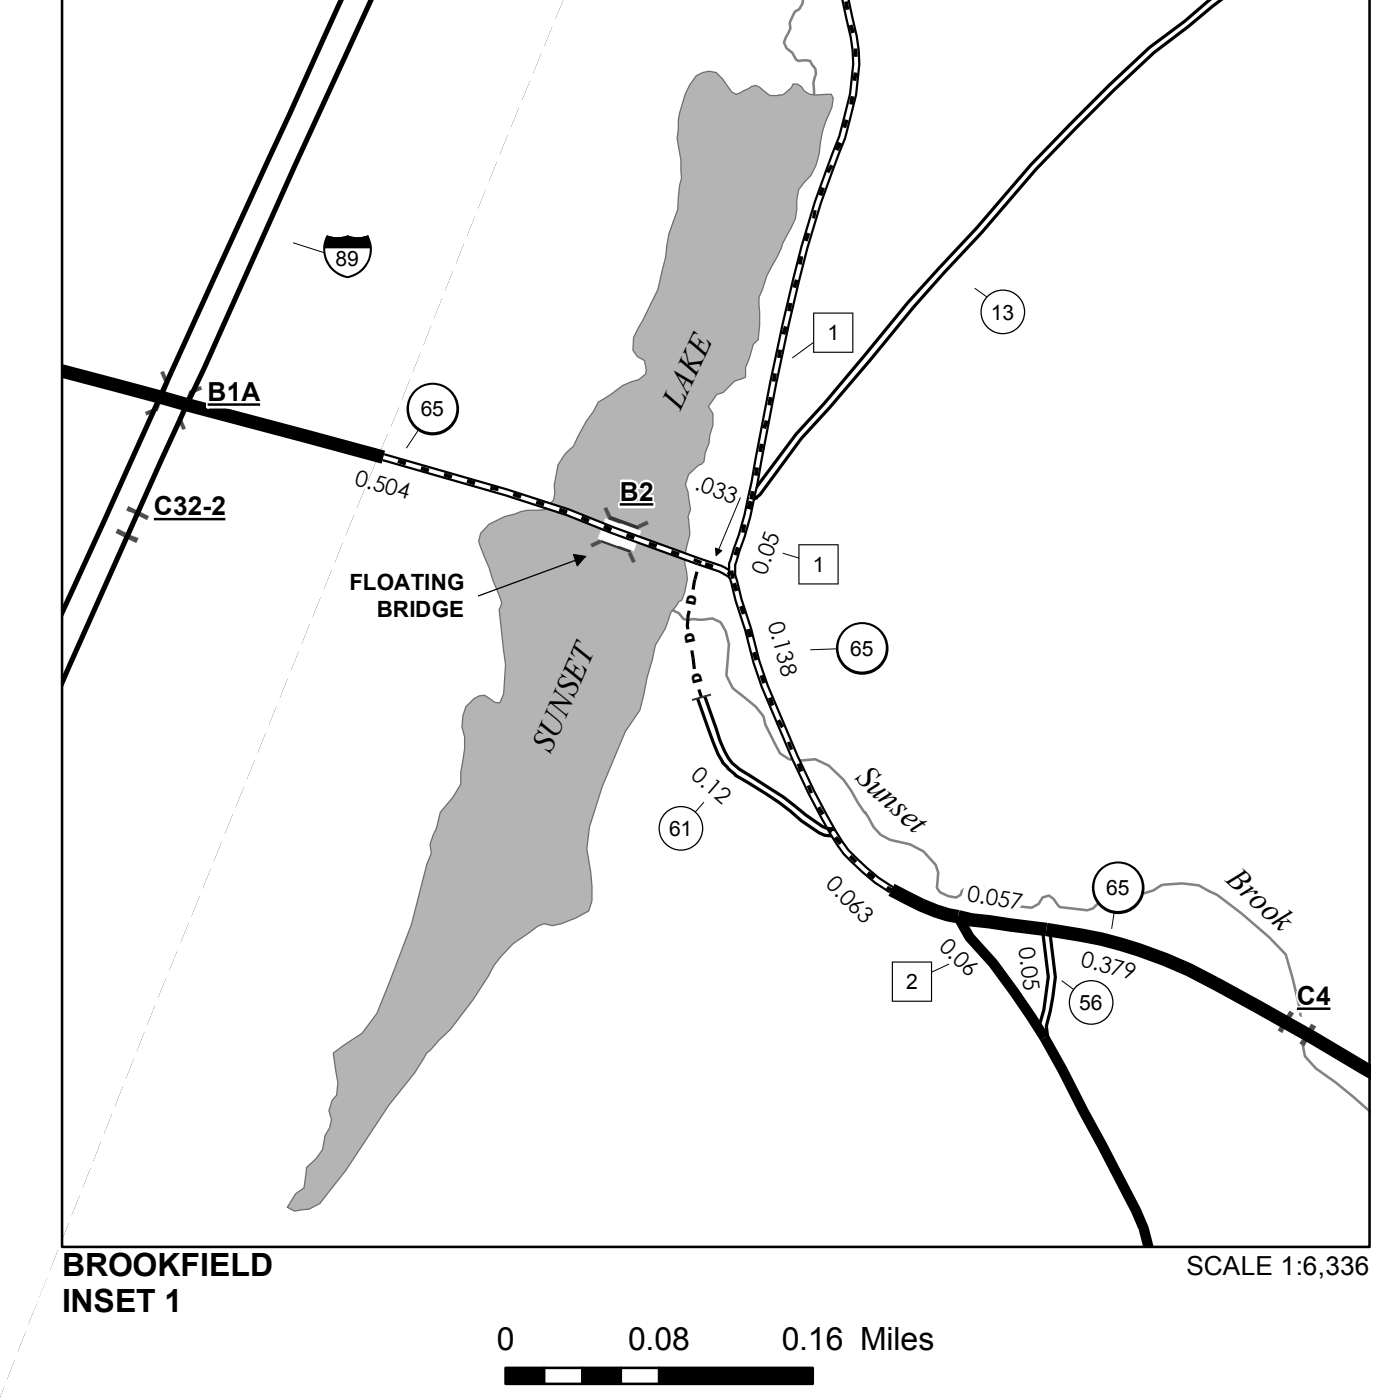 89
13
1
LAKE
B1A
65
0.504
B2
.033
C32-2
0.05
1
FLOATING
BRIDGE
D
D
D
0.138
65
SUNSET
0.12
61
Sunset
0.063
0.057
65
Brook
2
0.06
0.05
56
0.379
C4
BROOKFIELD
INSET 1
SCALE 1:6,336
0 0.08 0.16 Miles